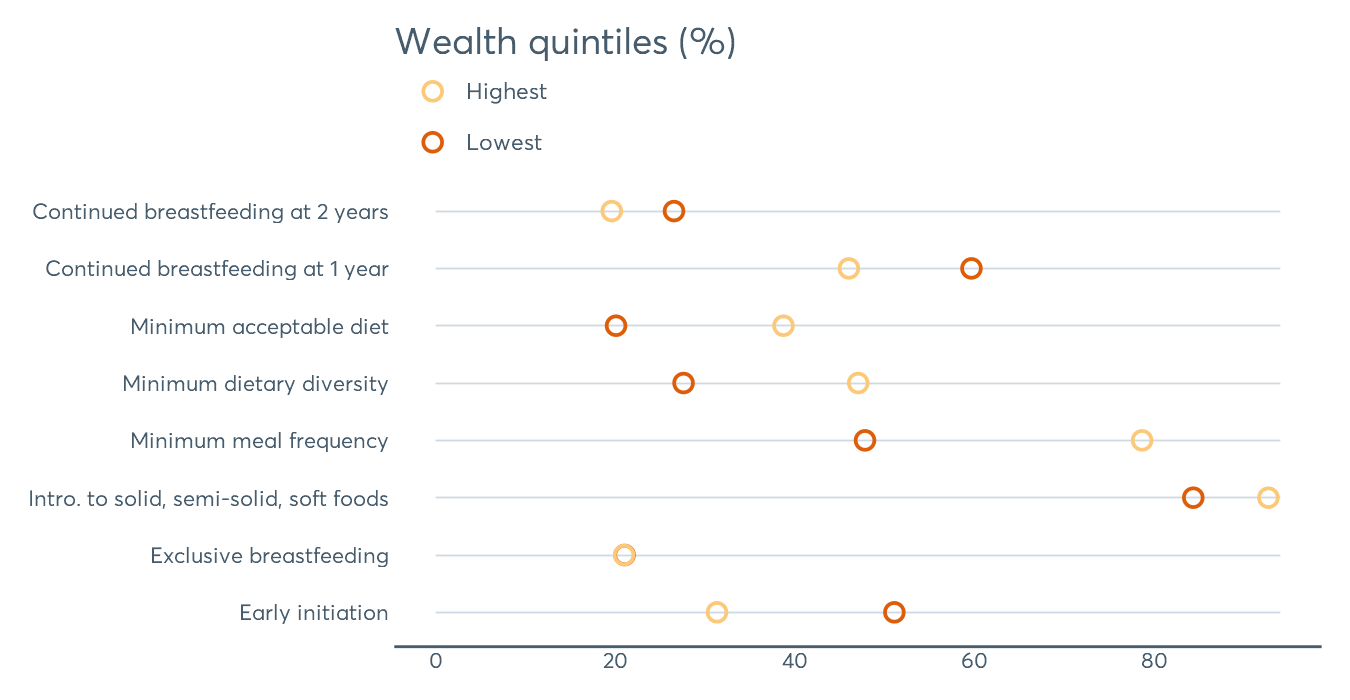 Wealth quintiles (%)
Highest
Lowest
Continued breastfeeding at 2 years
Continued breastfeeding at 1 year
Minimum acceptable diet
Minimum dietary diversity
Minimum meal frequency
Intro. to solid, semi-solid, soft foods
Exclusive breastfeeding
Early initiation
0 20 40 60 80